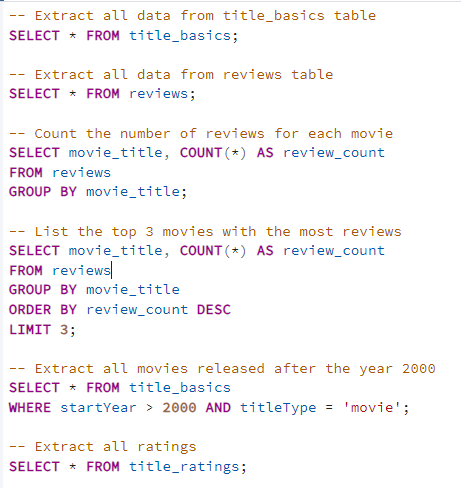 -- Extract all data from title_basics table
SELECT * FROM title_basics;
-- Extract all data from reviews table
SELECT * FROM reviews;
-- Count the number of reviews for each movie
SELECT movie_title, COUNT(*) AS review_count
FROM reviews
GROUP BY movie_title;
-- List the top 3 movies with the most reviews
SELECT movie_title, COUNT(*) AS review_count
FROM reviews
GROUP BY movie_title
ORDER BY review_count DESC
LIMIT 3;
-- Extract all movies released after the year 2000
SELECT * FROM title_basics
WHERE startYear > 2000 AND titleType = 'movie';
-- Extract all ratings
SELECT * FROM title_ratings;